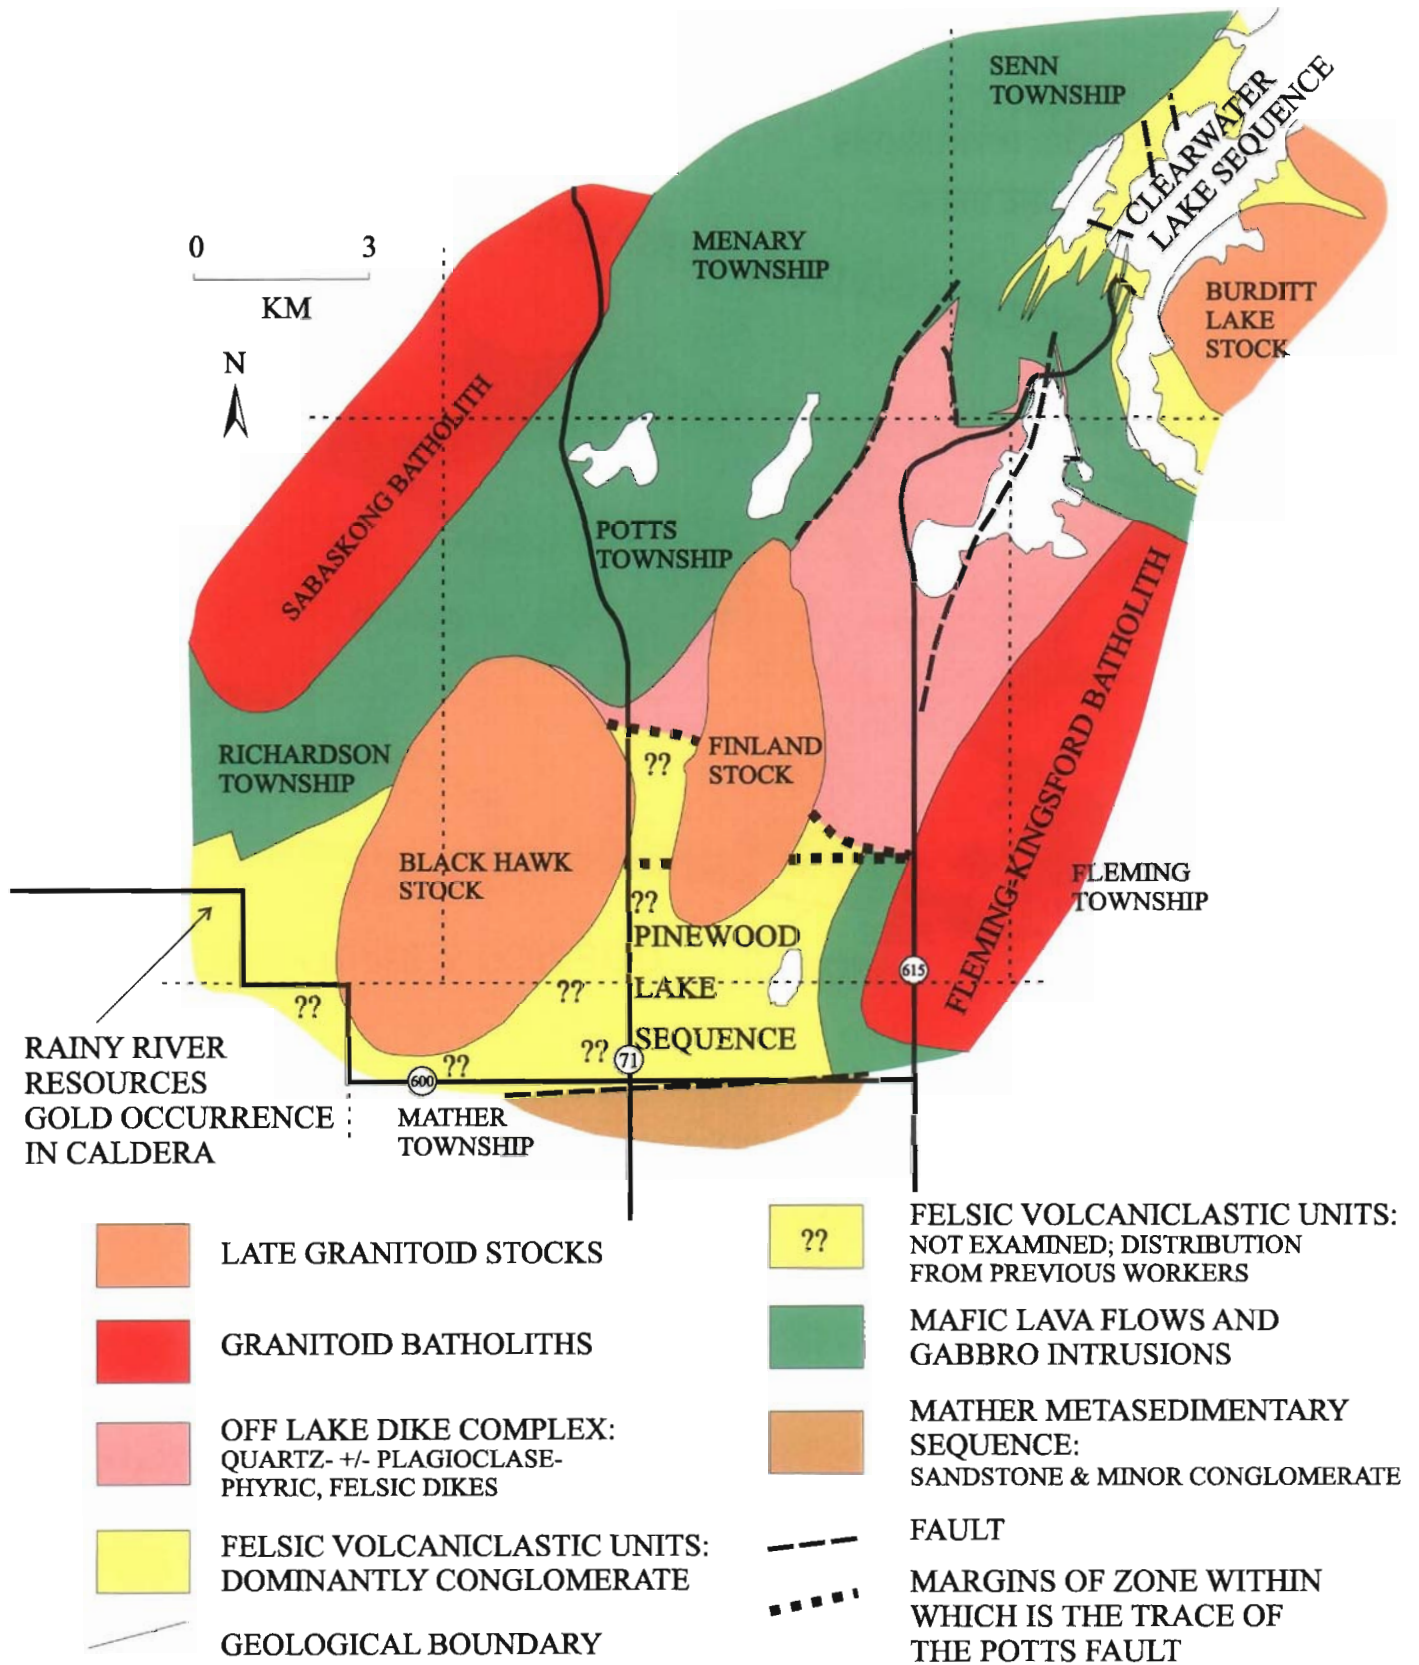 SENN
TOWNSHIP
CLEARWATER
LAKE SEQUENCE
0 3
KM
N
MENARY
TOWNSHIP
BURDITT
LAKE
STOCK
SABASKONG BATHOLITH
POTTS
TOWNSHIP
RICHARDSON
TOWNSHIP
FINLAND
STOCK
??
BLACK HAWK
STOCK
FLEMING-KINGSFORD BATHOLITH
FLEMING
TOWNSHIP
??
PINEWOOD
LAKE
SEQUENCE
615
??
??
??
??
71
600
RAINY RIVER
RESOURCES
GOLD OCCURRENCE
IN CALDERA
MATHER
TOWNSHIP
LATE GRANITOID STOCKS
GRANITOID BATHOLITHS
OFF LAKE DIKE COMPLEX:
QUARTZ- +/- PLAGIOCLASE-
PHYRIC, FELSIC DIKES
FELSIC VOLCANICLASTIC UNITS:
DOMINANTLY CONGLOMERATE
GEOLOGICAL BOUNDARY
??
FELSIC VOLCANICLASTIC UNITS:
NOT EXAMINED; DISTRIBUTION
FROM PREVIOUS WORKERS
MAFIC LAVA FLOWS AND
GABBRO INTRUSIONS
MATHER METASEDIMENTARY
SEQUENCE:
SANDSTONE & MINOR CONGLOMERATE
FAULT
MARGINS OF ZONE WITHIN
WHICH IS THE TRACE OF
THE POTTS FAULT